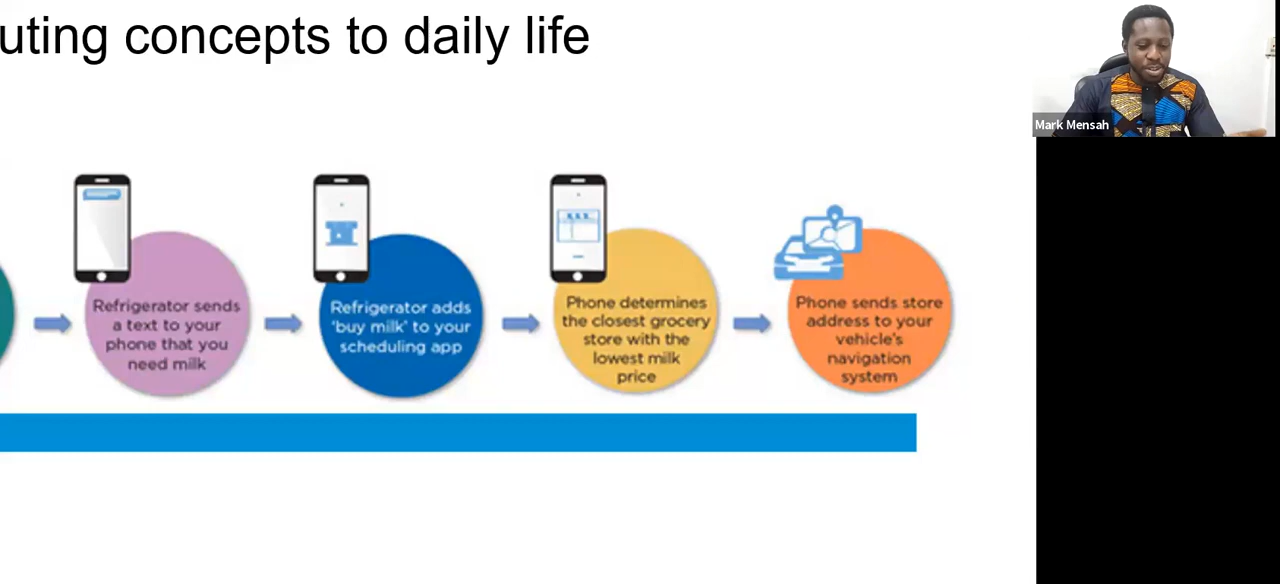 uting concepts to daily life
Mark Mensah
Refrigerator sends
a text to your
phone that you
need milk
Refrigerator adds
'buy milk' to your
scheduling app
Phone determines
the closest grocery
store with the
lowest milk
price
Phone sends store
address to your
vehicle's
navigation
system